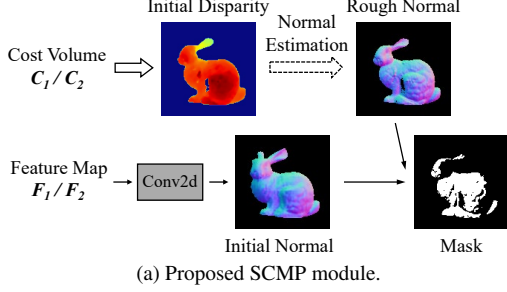 Initial Disparity
Rough Normal
Normal
Estimation
Cost Volume
C1 / C2
Feature Map
F1 / F2
Conv2d
Initial Normal
Mask
(a) Proposed SCMP module.